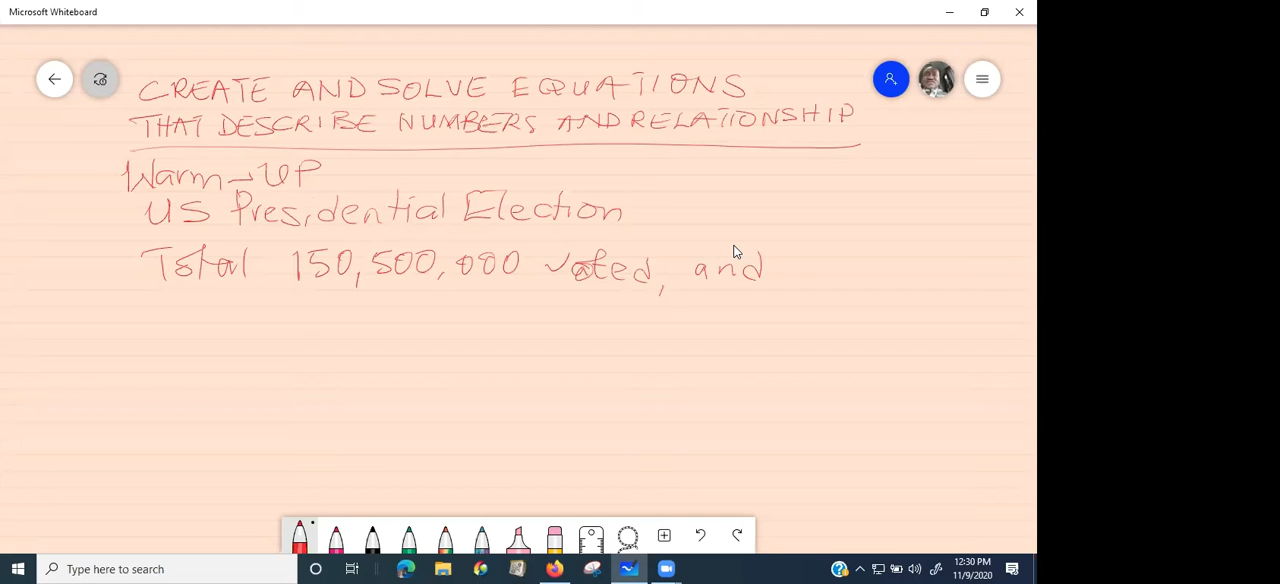 Microsoft Whiteboard
CREATE AND SOLVE EQUATIONS
THAT DESCRIBE NUMBERS AND RELATIONSHIP
Warm-UP
US Presidential Election
Total 150,500,000 voted, and
Type here to search
12:30 PM
11/9/2020